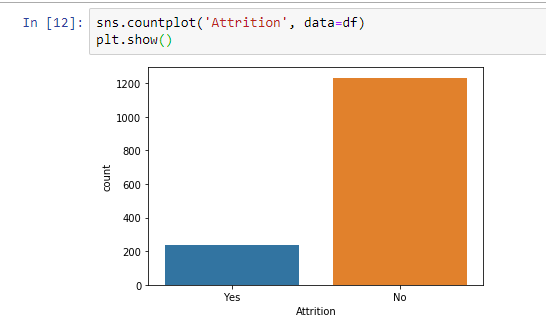 In [12]: sns.countplot('Attrition', data=df)
plt.show()
1200
1000
800
600
400
200
0
count
Yes No
Attrition